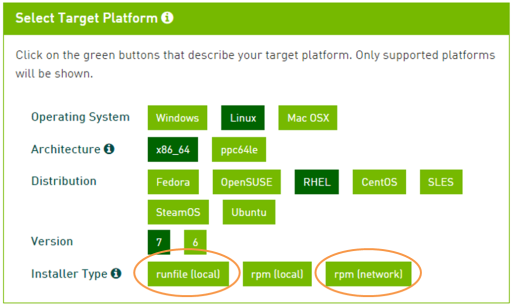 Select Target Platform
Click on the green buttons that describe your target platform. Only supported platforms
will be shown.
Operating System Windows Linux Mac OSX
Architecture x86_64 ppc64le
Distribution Fedora OpenSUSE RHEL CentOS SLES
SteamOS Ubuntu
Version 7 6
Installer Type runfile (local) rpm (local) rpm (network)